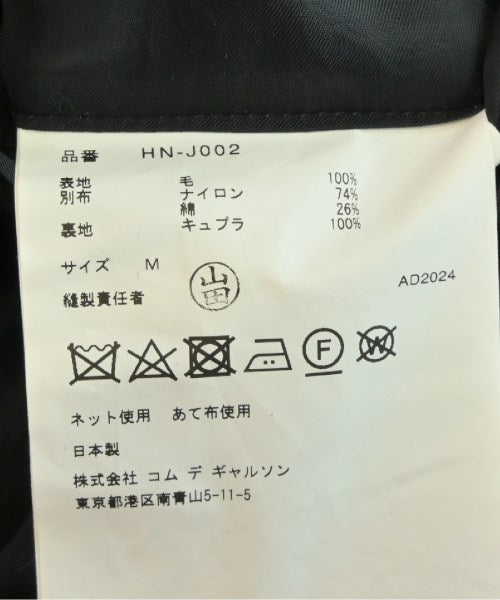 品番 HN-J002
表地 毛 100%
別布 ナイロン 74%
綿 26%
裏地 キュプラ 100%
サイズ M
縫製責任者 山田
AD2024
F W
ネット使用 あて布使用
日本製
株式会社 コム デ ギャルソン
東京都港区南青山5-11-5